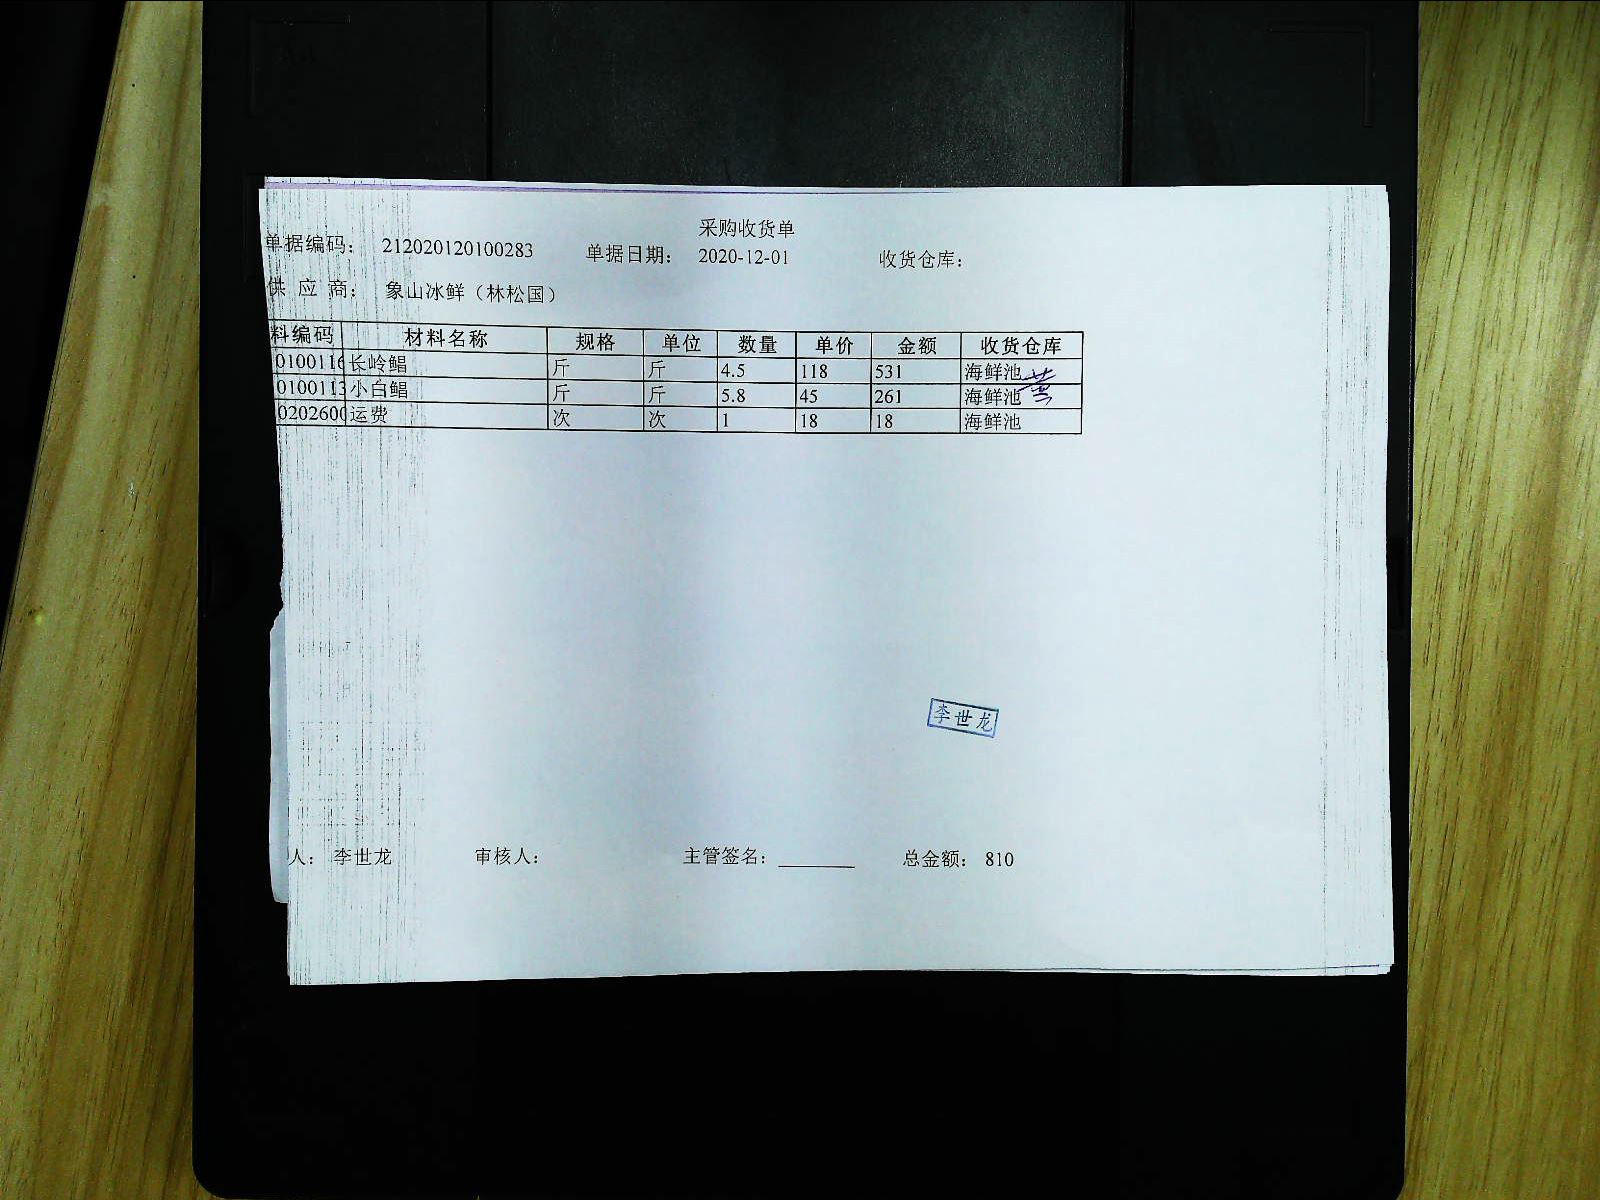 采购收货单
单据编码: 212020120100283 单据日期: 2020-12-01 收货仓库:
供 应 商: 象山冰鲜（林松国）
料编码 材料名称 规格 单位 数量 单价 金额 收货仓库
0100116 长岭鲳 斤 斤 4.5 118 531 海鲜池
0100113 小白鲳 斤 斤 5.8 45 261 海鲜池
0202600 运费 次 次 1 18 18 海鲜池
李世龙
人: 李世龙 审核人: 主管签名: 总金额: 810